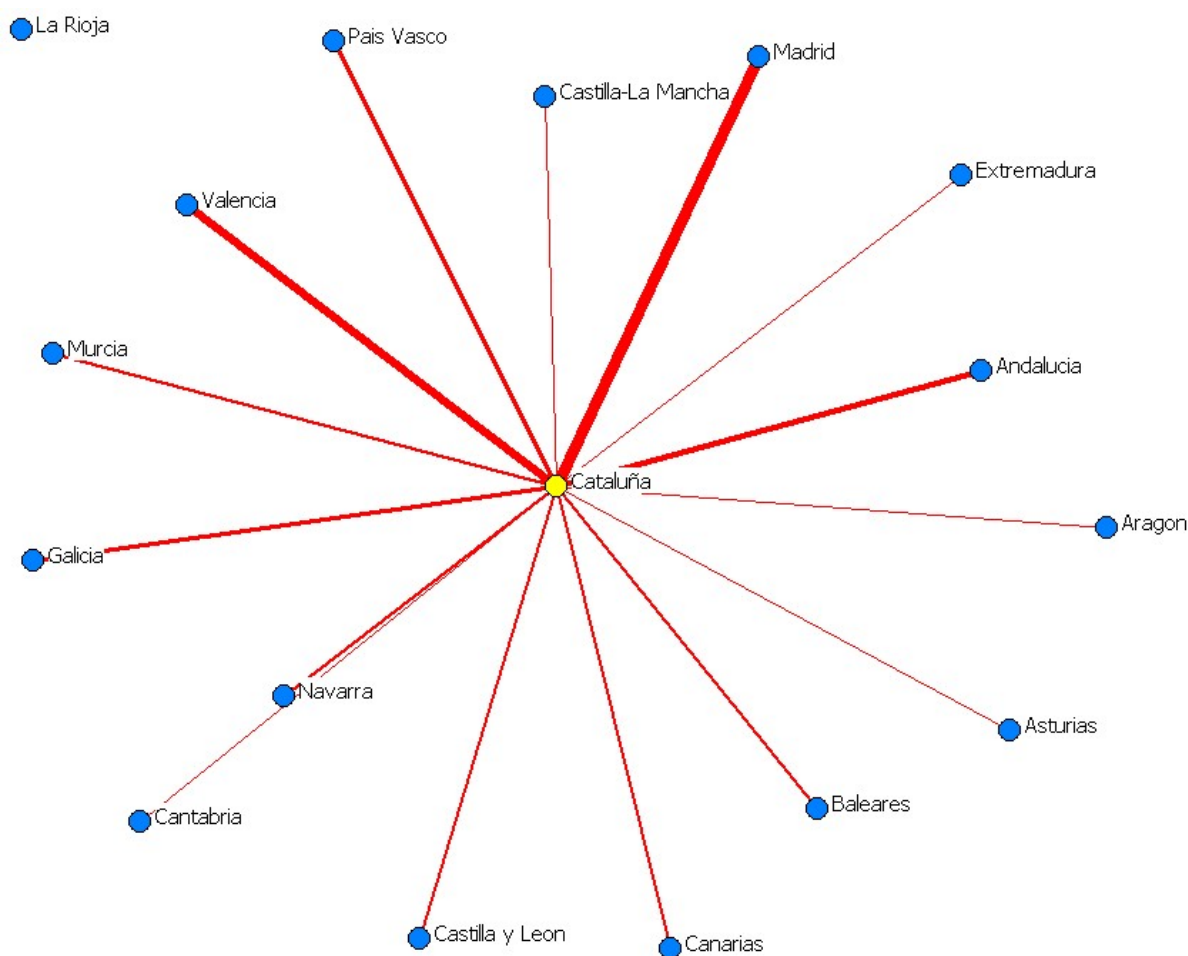 La Rioja
Pais Vasco
Madrid
Castilla-La Mancha
Extremadura
Valencia
Murcia
Andalucia
Cataluña
Aragon
Galicia
Navarra
Asturias
Baleares
Cantabria
Castilla y Leon
Canarias